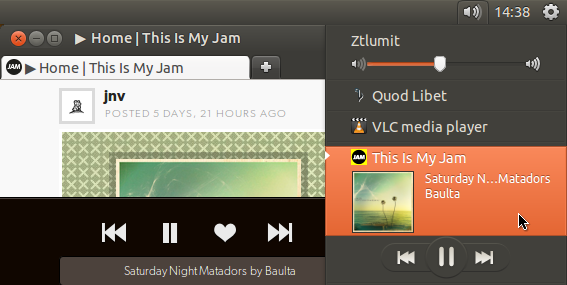 14:38
▶ Home | This Is My Jam
JAM ▶ Home | This Is My Jam
jnv
POSTED 5 DAYS, 21 HOURS AGO
Saturday Night Matadors by Baulta
Ztlumit
Quod Libet
VLC media player
JAM This Is My Jam
Saturday N...Matadors
Baulta